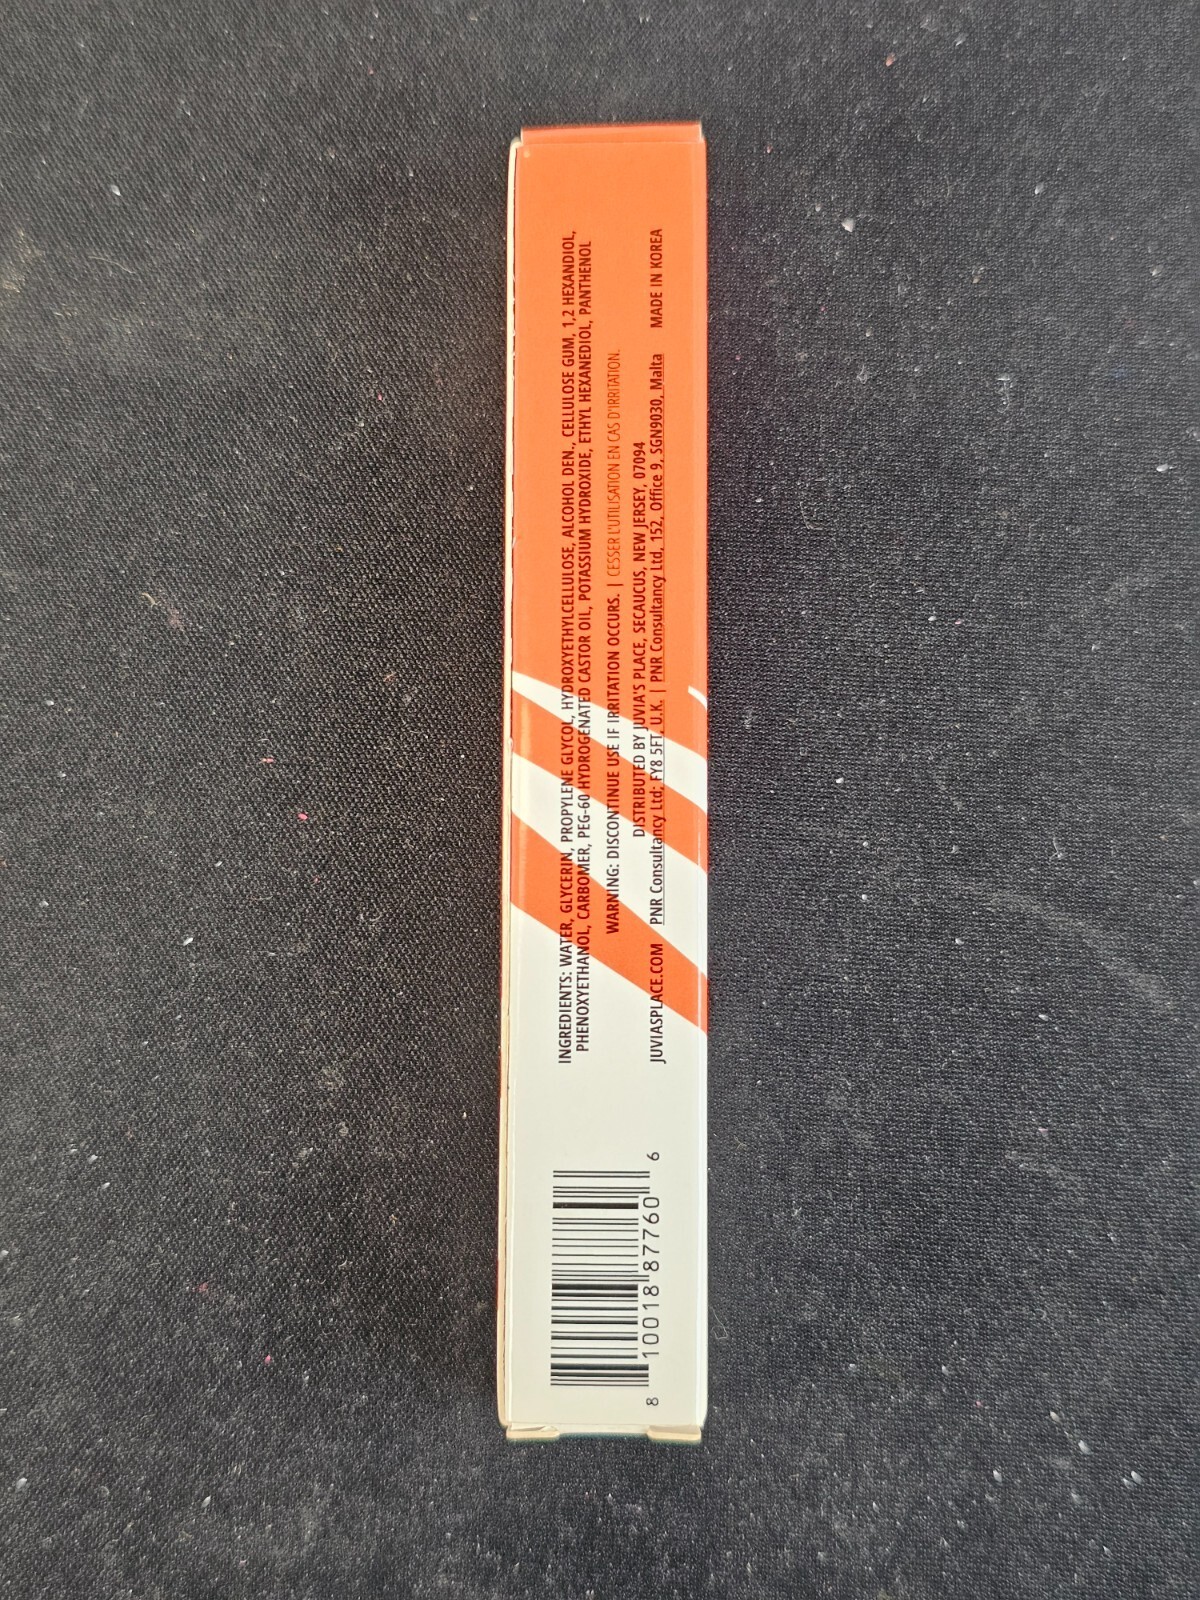 INGREDIENTS: WATER, GLYCERIN, PROPYLENE GLYCOL, HYDROXYETHYLCELLULOSE, ALCOHOL DEN., CELLULOSE GUM, 1,2 HEXANDIOL,
PHENOXYETHANOL, CARBOMER, PEG-60 HYDROGENATED CASTOR OIL, POTASSIUM HYDROXIDE, ETHYL HEXANEDIOL, PANTHENOL
WARNING: DISCONTINUE USE IF IRRITATION OCCURS. | CESSER L'UTILISATION EN CAS D'IRRITATION.
DISTRIBUTED BY JUVIA'S PLACE, SECAUCUS, NEW JERSEY, 07094
JUVIASPLACE.COM PNR Consultancy Ltd; FY8 5FT, U.K. | PNR Consultancy Ltd, 152, Office 9, SGN9030, Malta MADE IN KOREA
8 10018 87760 6